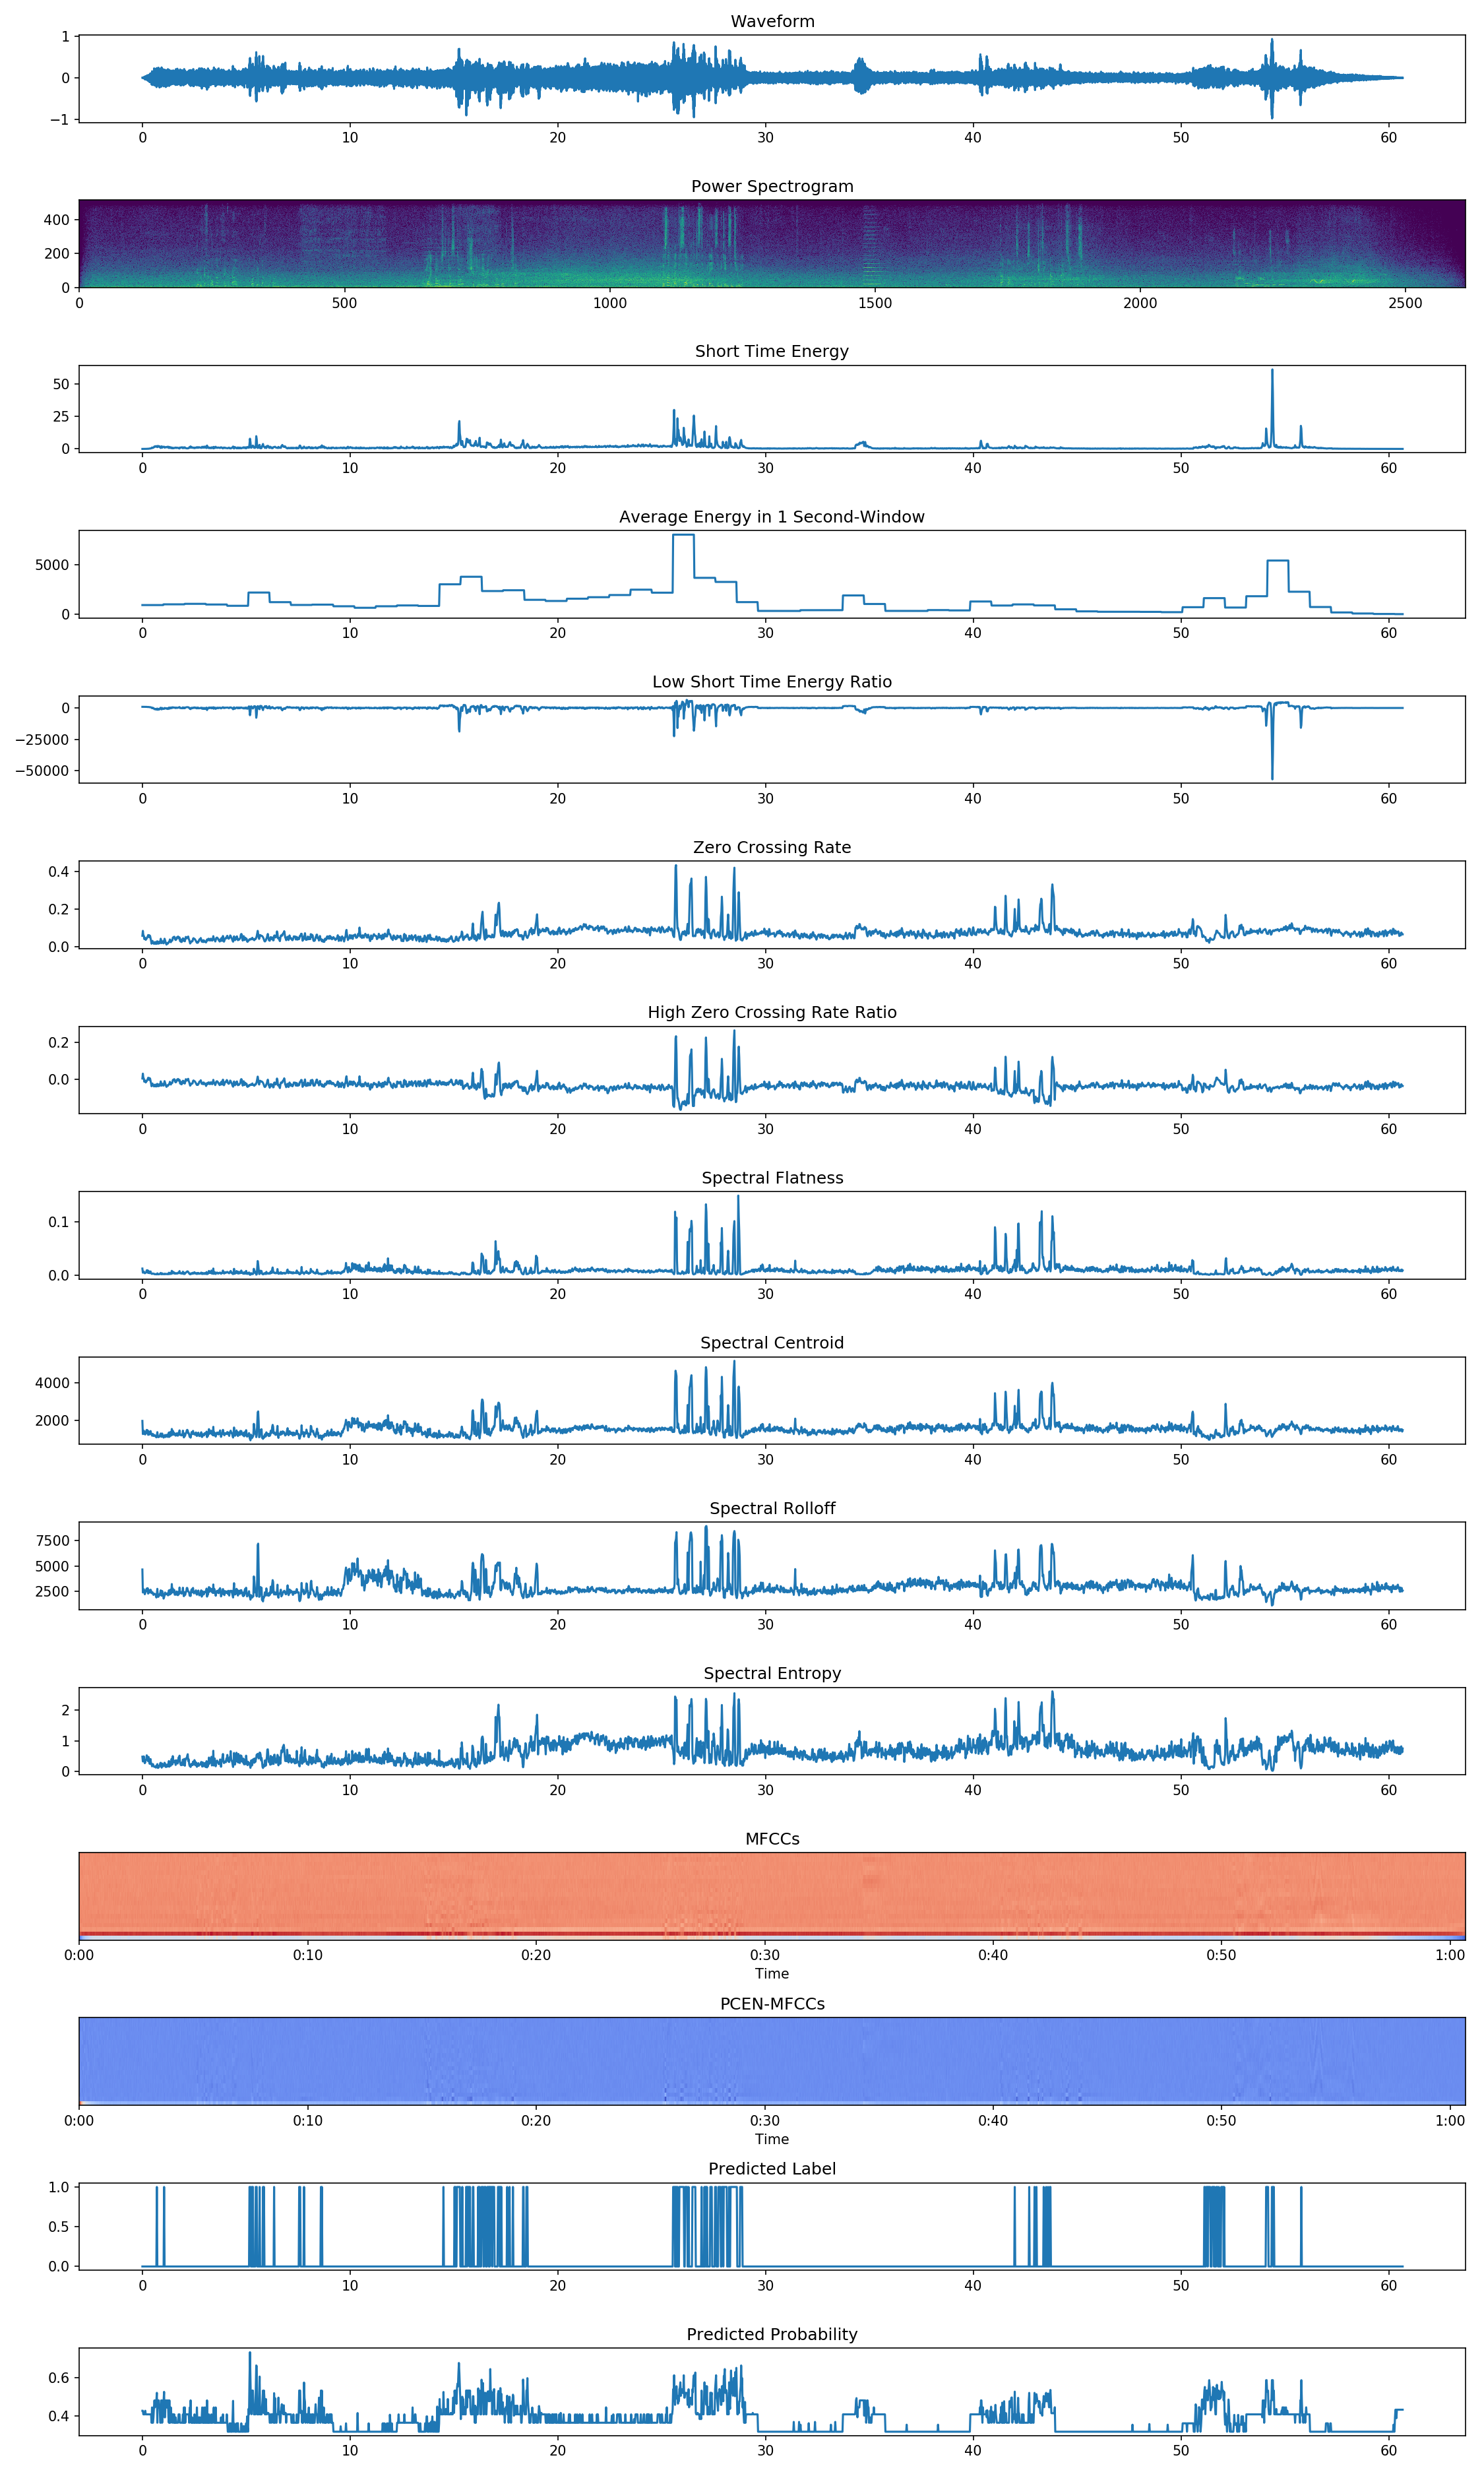 Waveform
1
0
−1
0 10 20 30 40 50 60
Power Spectrogram
400
200
0
0 500 1000 1500 2000 2500
Short Time Energy
50
25
0
0 10 20 30 40 50 60
Average Energy in 1 Second-Window
5000
0
0 10 20 30 40 50 60
Low Short Time Energy Ratio
0
−25000
−50000
0 10 20 30 40 50 60
Zero Crossing Rate
0.4
0.2
0.0
0 10 20 30 40 50 60
High Zero Crossing Rate Ratio
0.2
0.0
0 10 20 30 40 50 60
Spectral Flatness
0.1
0.0
0 10 20 30 40 50 60
Spectral Centroid
4000
2000
0 10 20 30 40 50 60
Spectral Rolloff
7500
5000
2500
0 10 20 30 40 50 60
Spectral Entropy
2
1
0
0 10 20 30 40 50 60
MFCCs
0:00 0:10 0:20 0:30 0:40 0:50 1:00
Time
PCEN-MFCCs
0:00 0:10 0:20 0:30 0:40 0:50 1:00
Time
Predicted Label
1.0
0.5
0.0
0 10 20 30 40 50 60
Predicted Probability
0.6
0.4
0 10 20 30 40 50 60